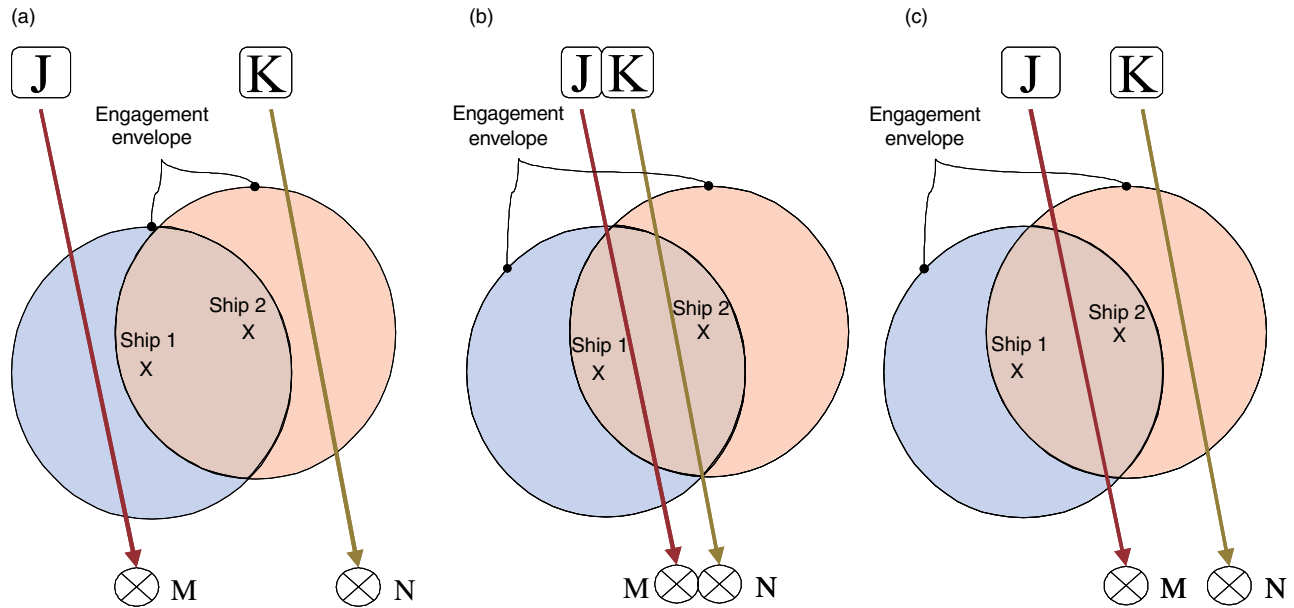 (a)
J
K
Engagement
envelope
Ship 2
Ship 1
X
X
M
N
(b)
J
K
Engagement
envelope
Ship 2
Ship 1
X
X
M
N
(c)
J
K
Engagement
envelope
Ship 2
Ship 1
X
X
M
N